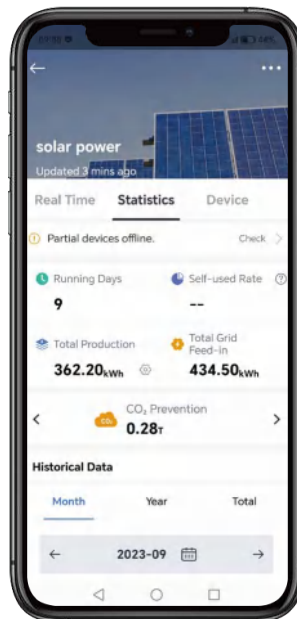 solar power
Updated 3 mins ago
Real Time Statistics Device
Partial devices offline. Check
Running Days Self-used Rate
9 --
Total Production Total Grid Feed-in
362.20kWh 434.50kWh
CO₂ Prevention
CO₂ 0.28T
Historical Data
Month Year Total
2023-09